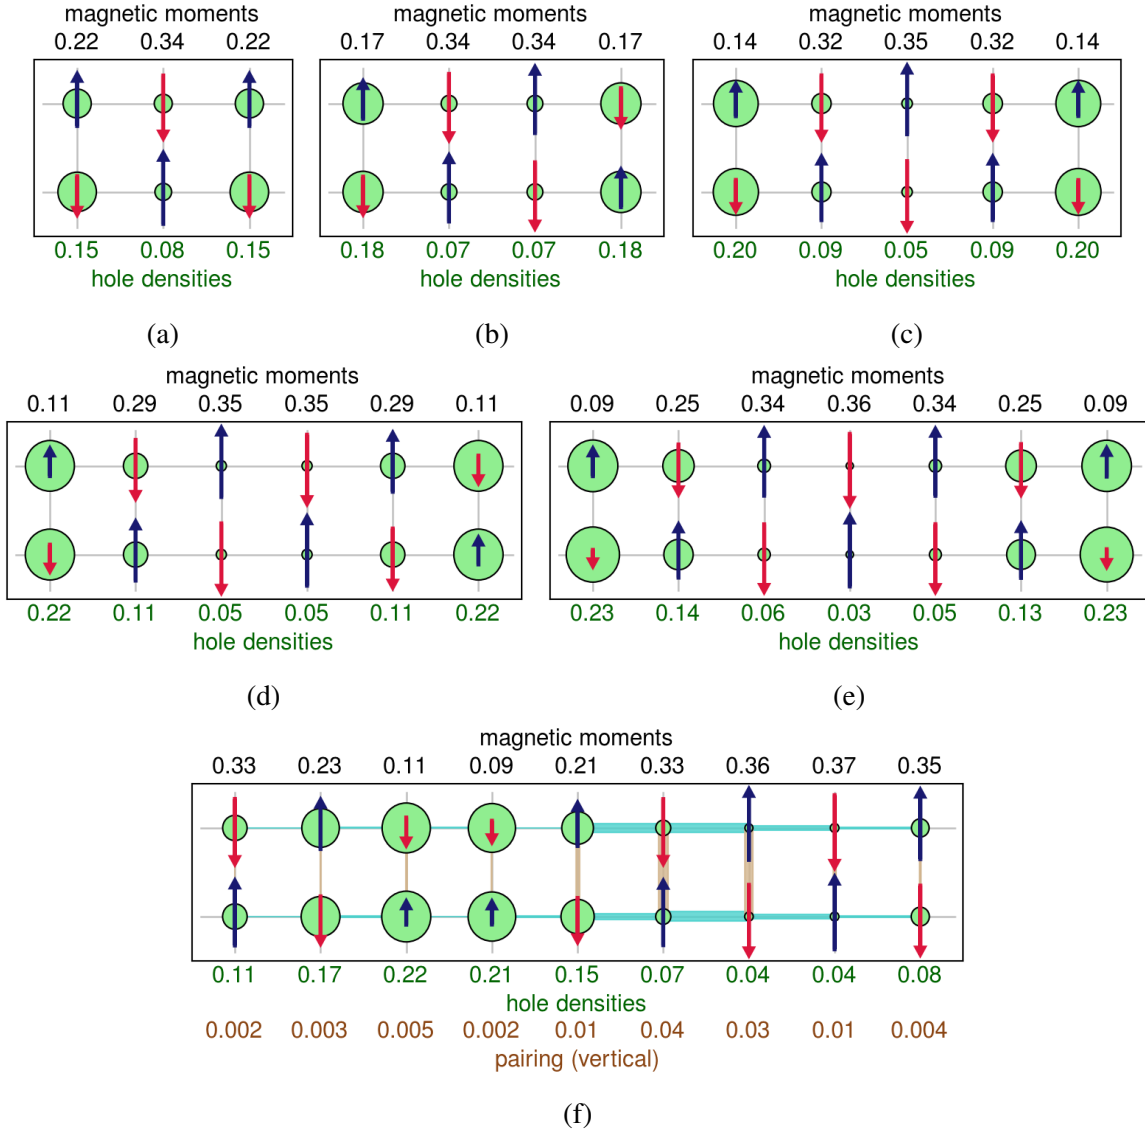 magnetic moments
0.22 0.34 0.22
0.15 0.08 0.15
hole densities
(a)
magnetic moments
0.17 0.34 0.34 0.17
0.18 0.07 0.07 0.18
hole densities
(b)
magnetic moments
0.14 0.32 0.35 0.32 0.14
0.20 0.09 0.05 0.09 0.20
hole densities
(c)
magnetic moments
0.11 0.29 0.35 0.35 0.29 0.11
0.22 0.11 0.05 0.05 0.11 0.22
hole densities
(d)
magnetic moments
0.09 0.25 0.34 0.36 0.34 0.25 0.09
0.23 0.14 0.06 0.03 0.05 0.13 0.23
hole densities
(e)
magnetic moments
0.33 0.23 0.11 0.09 0.21 0.33 0.36 0.37 0.35
0.11 0.17 0.22 0.21 0.15 0.07 0.04 0.04 0.08
hole densities
0.002 0.003 0.005 0.002 0.01 0.04 0.03 0.01 0.004
pairing (vertical)
(f)